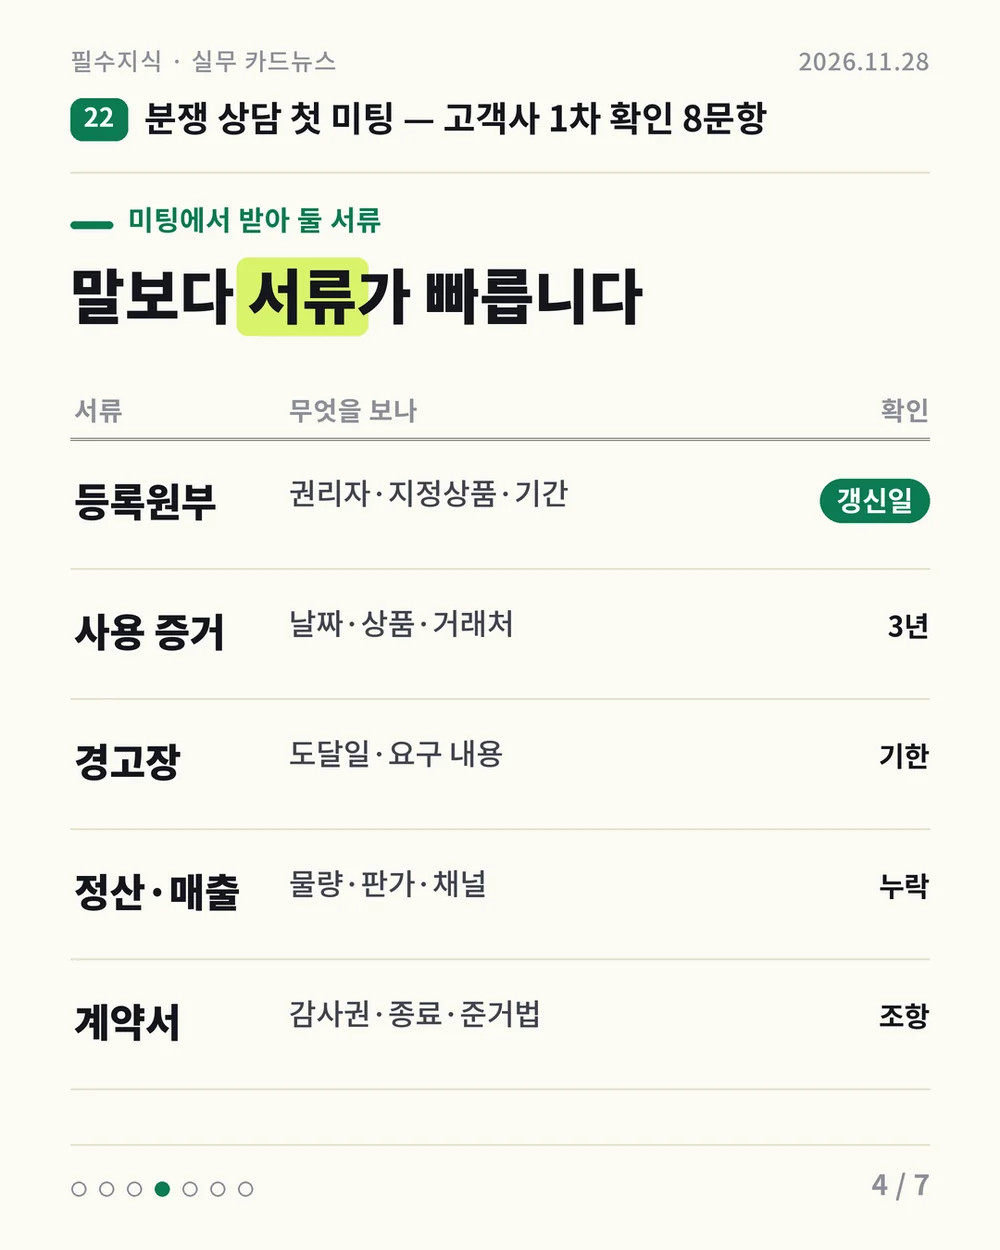 필수지식 · 실무 카드뉴스
2026.11.28
22 분쟁 상담 첫 미팅 — 고객사 1차 확인 8문항
미팅에서 받아 둘 서류
말보다 서류가 빠릅니다
서류 무엇을 보나 확인
등록원부 권리자·지정상품·기간 갱신일
사용 증거 날짜·상품·거래처 3년
경고장 도달일·요구 내용 기한
정산·매출 물량·판가·채널 누락
계약서 감사권·종료·준거법 조항
4 / 7